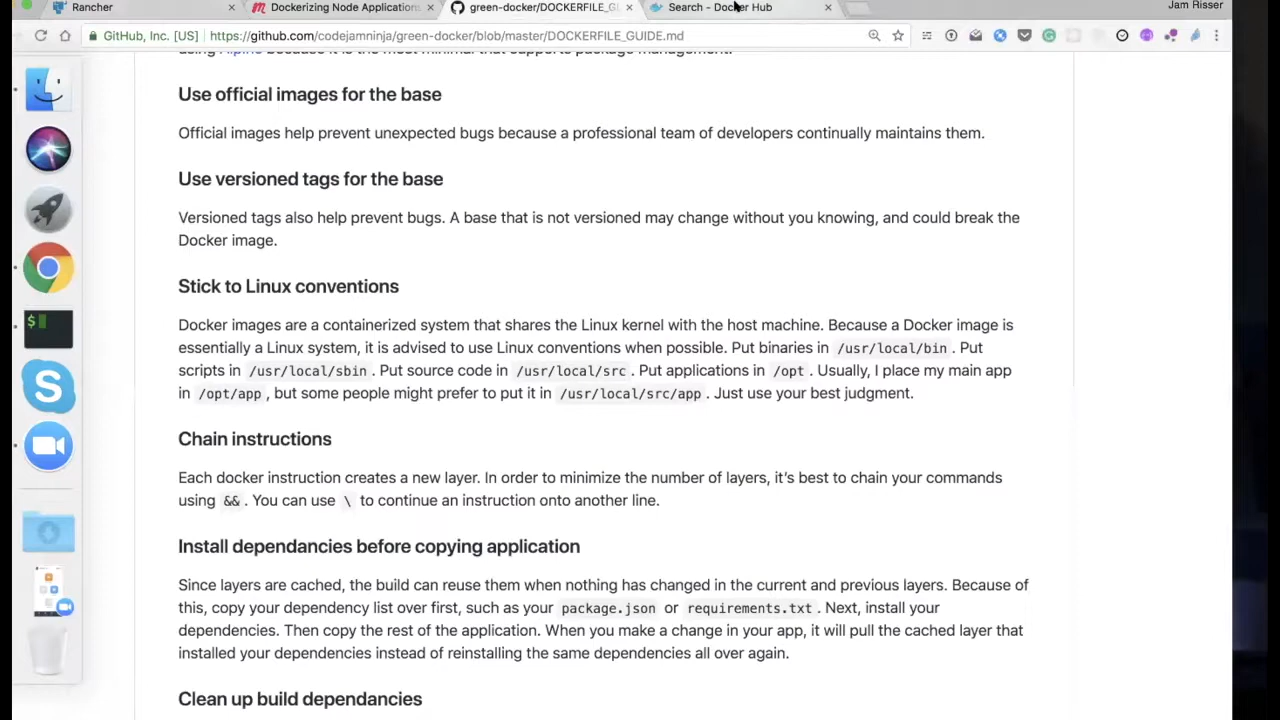 Rancher
Dockerizing Node Applications
green-docker/DOCKERFILE_GU
Search - Docker Hub
Jam Risser
GitHub, Inc. [US]
https://github.com/codejamninja/green-docker/blob/master/DOCKERFILE_GUIDE.md
using Alpine because it is the most minimal that supports package management.
Use official images for the base
Official images help prevent unexpected bugs because a professional team of developers continually maintains them.
Use versioned tags for the base
Versioned tags also help prevent bugs. A base that is not versioned may change without you knowing, and could break the
Docker image.
Stick to Linux conventions
Docker images are a containerized system that shares the Linux kernel with the host machine. Because a Docker image is
essentially a Linux system, it is advised to use Linux conventions when possible. Put binaries in /usr/local/bin . Put
scripts in /usr/local/sbin . Put source code in /usr/local/src . Put applications in /opt . Usually, I place my main app
in /opt/app , but some people might prefer to put it in /usr/local/src/app . Just use your best judgment.
Chain instructions
Each docker instruction creates a new layer. In order to minimize the number of layers, it’s best to chain your commands
using && . You can use \ to continue an instruction onto another line.
Install dependancies before copying application
Since layers are cached, the build can reuse them when nothing has changed in the current and previous layers. Because of
this, copy your dependency list over first, such as your package.json or requirements.txt . Next, install your
dependencies. Then copy the rest of the application. When you make a change in your app, it will pull the cached layer that
installed your dependencies instead of reinstalling the same dependencies all over again.
Clean up build dependancies